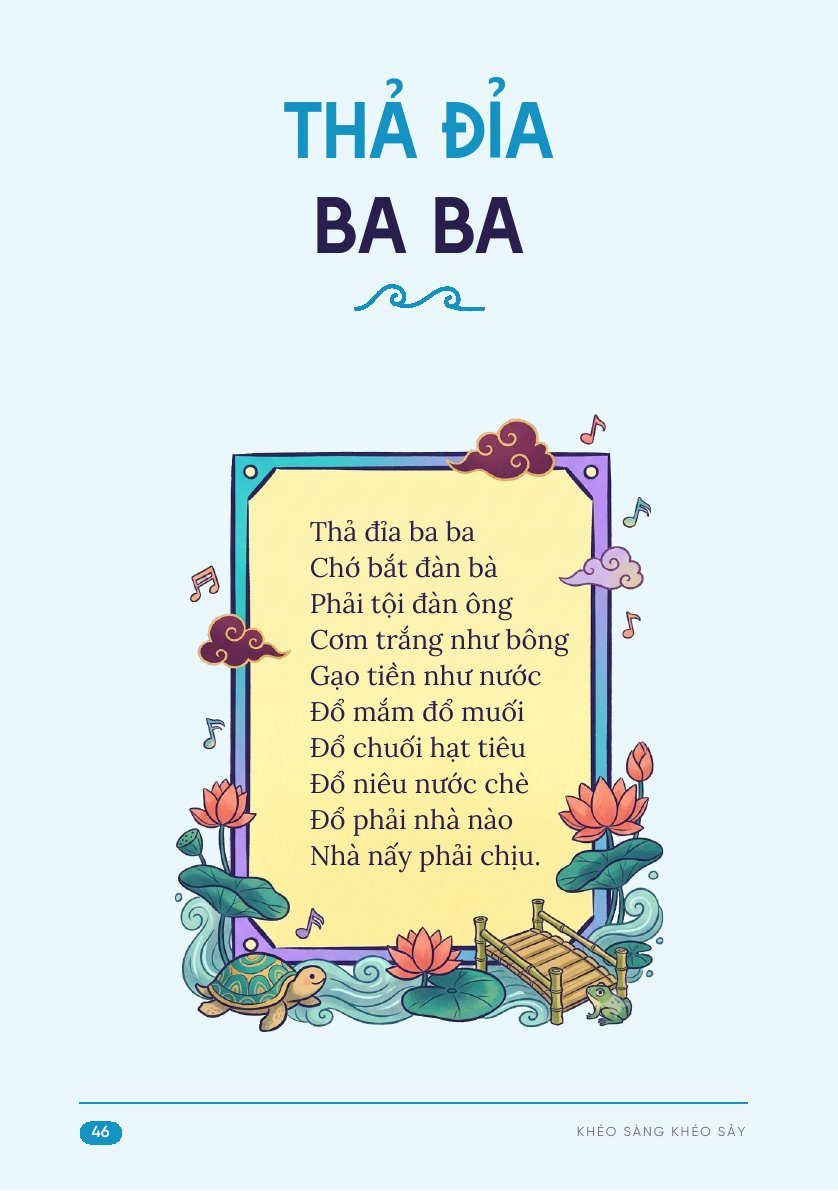 THẢ ĐỈA
BA BA
Thả đỉa ba ba
Chớ bắt đàn bà
Phải tội đàn ông
Cơm trắng như bông
Gạo tiền như nước
Đổ mắm đổ muối
Đổ chuối hạt tiêu
Đổ niêu nước chè
Đổ phải nhà nào
Nhà nấy phải chịu.
46
KHÉO SÀNG KHÉO SẢY